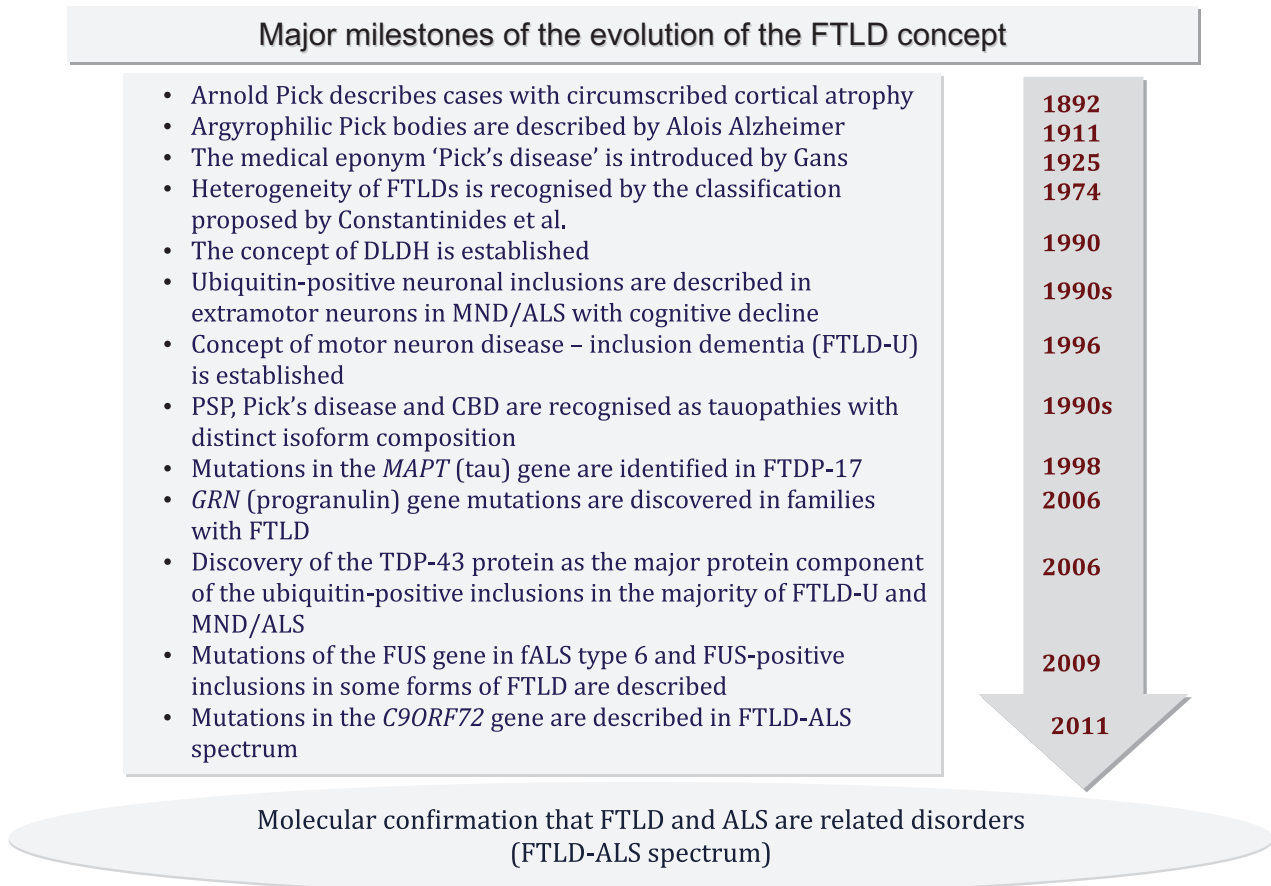 Major milestones of the evolution of the FTLD concept
• Arnold Pick describes cases with circumscribed cortical atrophy
1892
• Argyrophilic Pick bodies are described by Alois Alzheimer
1911
• The medical eponym ‘Pick’s disease’ is introduced by Gans
1925
• Heterogeneity of FTLDs is recognised by the classification
proposed by Constantinides et al.
1974
• The concept of DLDH is established
1990
• Ubiquitin-positive neuronal inclusions are described in
extramotor neurons in MND/ALS with cognitive decline
1990s
• Concept of motor neuron disease – inclusion dementia (FTLD-U)
is established
1996
• PSP, Pick’s disease and CBD are recognised as tauopathies with
distinct isoform composition
1990s
• Mutations in the MAPT (tau) gene are identified in FTDP-17
1998
• GRN (progranulin) gene mutations are discovered in families
with FTLD
2006
• Discovery of the TDP-43 protein as the major protein component
of the ubiquitin-positive inclusions in the majority of FTLD-U and
MND/ALS
2006
• Mutations of the FUS gene in fALS type 6 and FUS-positive
inclusions in some forms of FTLD are described
2009
• Mutations in the C9ORF72 gene are described in FTLD-ALS
spectrum
2011
Molecular confirmation that FTLD and ALS are related disorders
(FTLD-ALS spectrum)